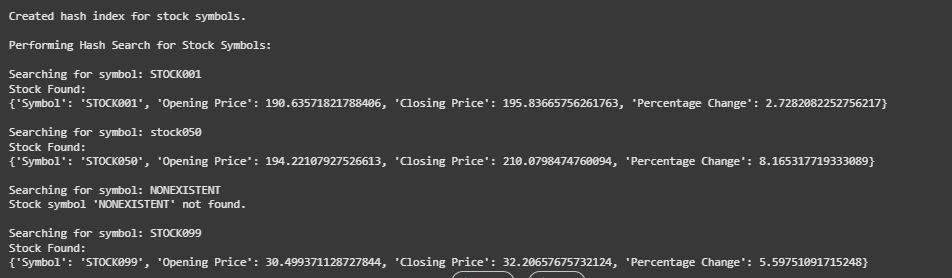 Created hash index for stock symbols.
Performing Hash Search for Stock Symbols:
Searching for symbol: STOCK001
Stock Found:
{'Symbol': 'STOCK001', 'Opening Price': 190.63571821788406, 'Closing Price': 195.83665756261763, 'Percentage Change': 2.7282082252756217}
Searching for symbol: stock050
Stock Found:
{'Symbol': 'STOCK050', 'Opening Price': 194.22107927526613, 'Closing Price': 210.0798474760094, 'Percentage Change': 8.165317719333089}
Searching for symbol: NONEXISTENT
Stock symbol 'NONEXISTENT' not found.
Searching for symbol: STOCK099
Stock Found:
{'Symbol': 'STOCK099', 'Opening Price': 30.499371128727844, 'Closing Price': 32.20657675732124, 'Percentage Change': 5.59751091715248}